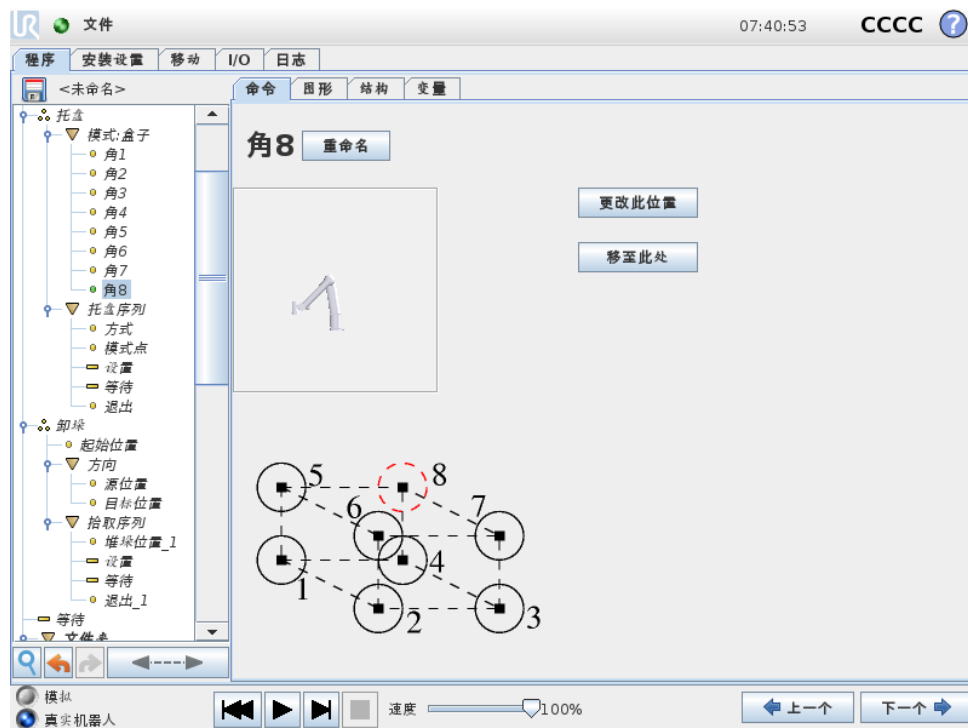 UR 文件 07:40:53 CCCC ?
程序 安装设置 移动 I/O 日志
<未命名> 命令 图形 结构 变量
托盘
模式:盒子
角1
角2
角3
角4
角5
角6
角7
角8
托盘序列
方式
模式点
设置
等待
退出
卸垛
起始位置
方向
源位置
目标位置
拾取序列
堆垛位置_1
设置
等待
退出_1
等待
文件夹
角8 重命名
更改此位置
移至此处
5 8
6 7
1 4
2 3
模拟
真实机器人
速度 100%
上一个 下一个